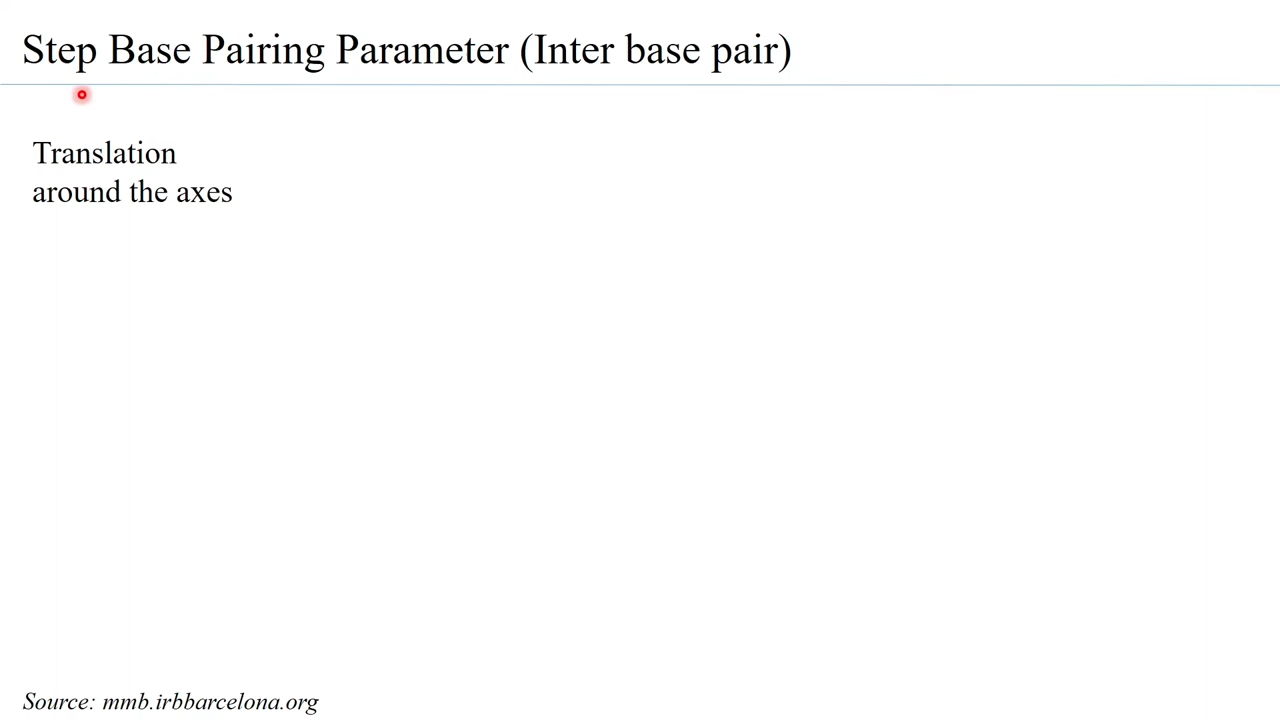 Step Base Pairing Parameter (Inter base pair)
Translation
around the axes
Source: mmb.irbbarcelona.org